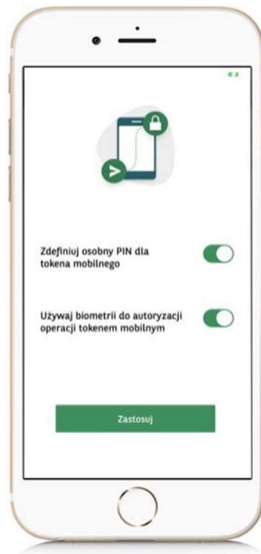 Zdefiniuj osobny PIN dla
tokena mobilnego
Używaj biometrii do autoryzacji
operacji tokenem mobilnym
Zastosuj